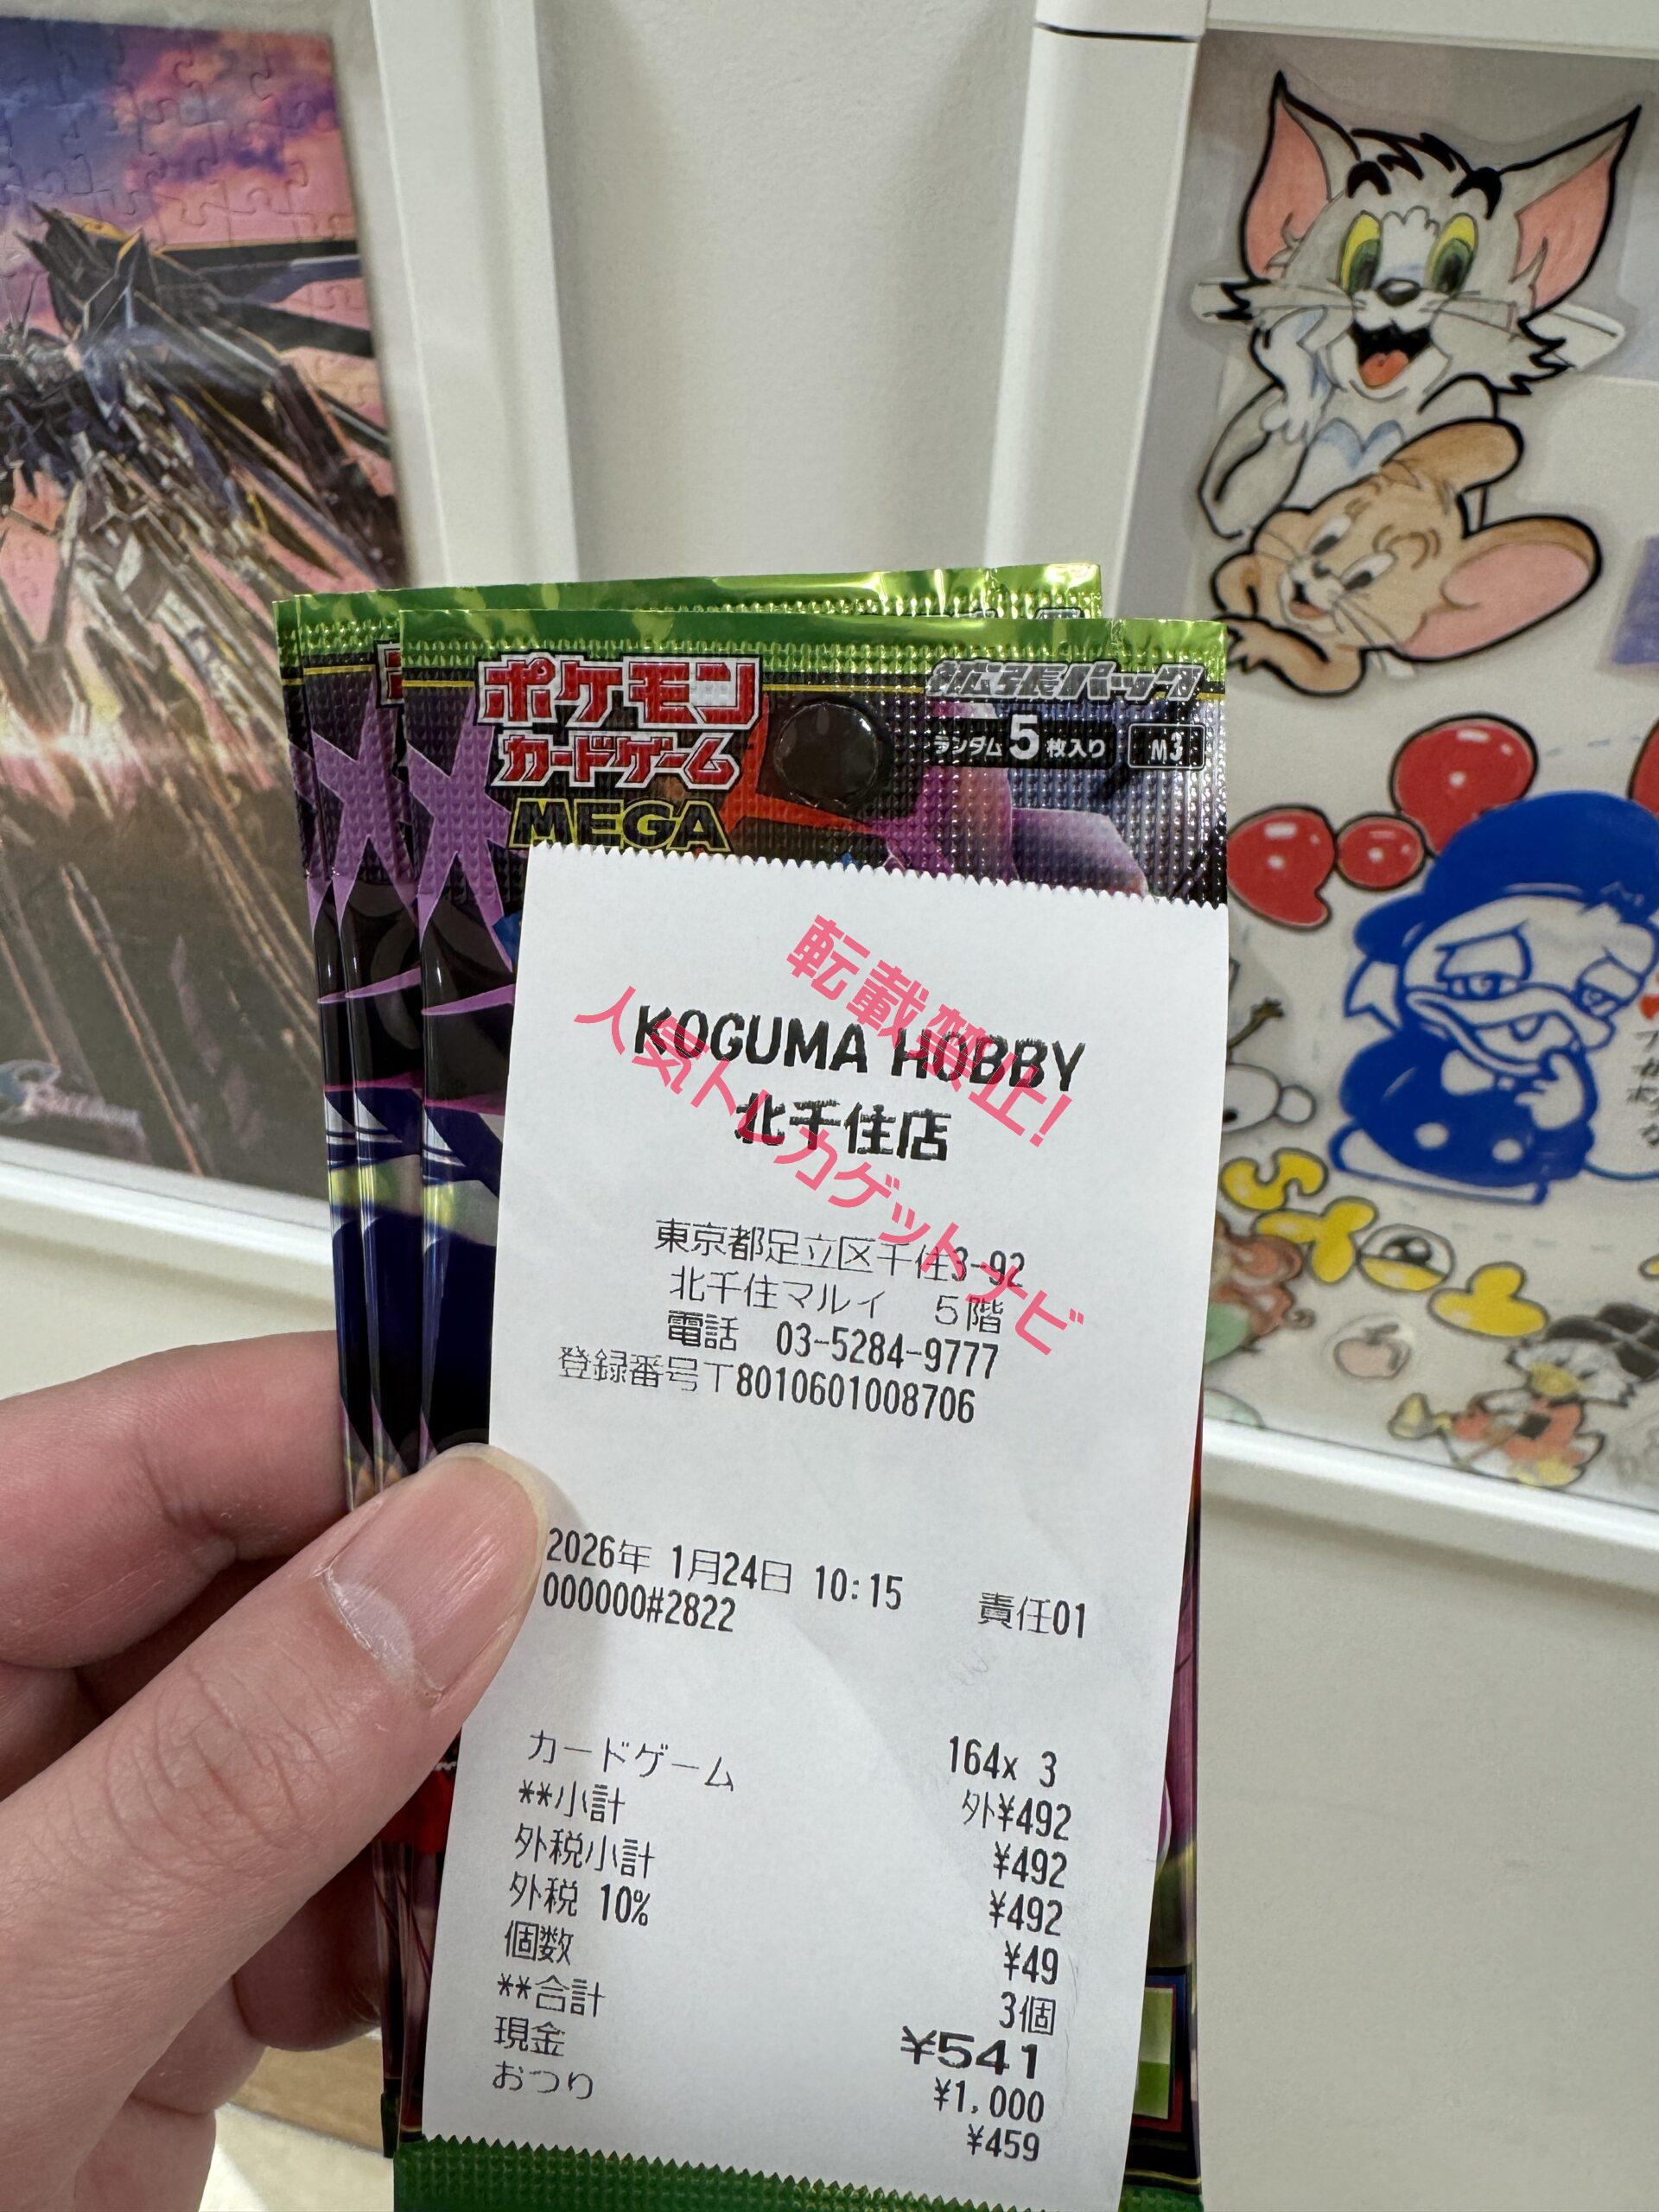 ポケモン
カードゲーム
MEGA
拡張パック
ランダム5枚入り
M3
転載禁止!
人気トレカゲットナビ
KOGUMA HOBBY
北千住店
東京都足立区千住3-92
北千住マルイ 5階
電話 03-5284-9777
登録番号T8010601008706
2026年 1月24日 10:15 責任01
000000#2822
カードゲーム 164x 3
外¥492
**小計 ¥492
外税小計 ¥492
外税 10% ¥49
個数 3個
**合計 ¥541
現金 ¥1,000
おつり ¥459